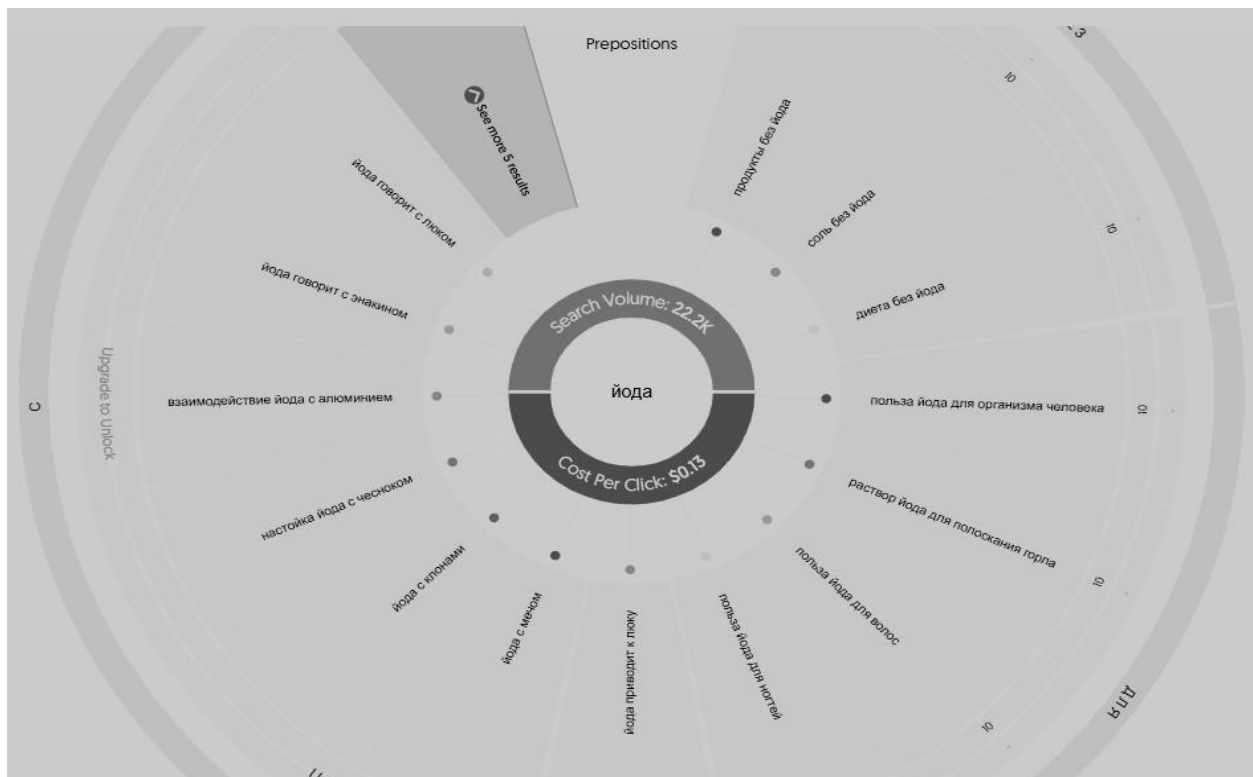 Prepositions
See more 5 results
продукты без йода
соль без йода
диета без йода
польза йода для организма человека
раствор йода для полоскания горла
польза йода для волос
польза йода для ногтей
йода приводит к люку
йода с мечом
йода с клонами
настойка йода с чесноком
взаимодействие йода с алюминием
йода говорит с энакином
йода говорит с люком
Search Volume: 22.2K
йода
Cost Per Click: $0.13
Upgrade to Unlock
С
10
10
10
10
10